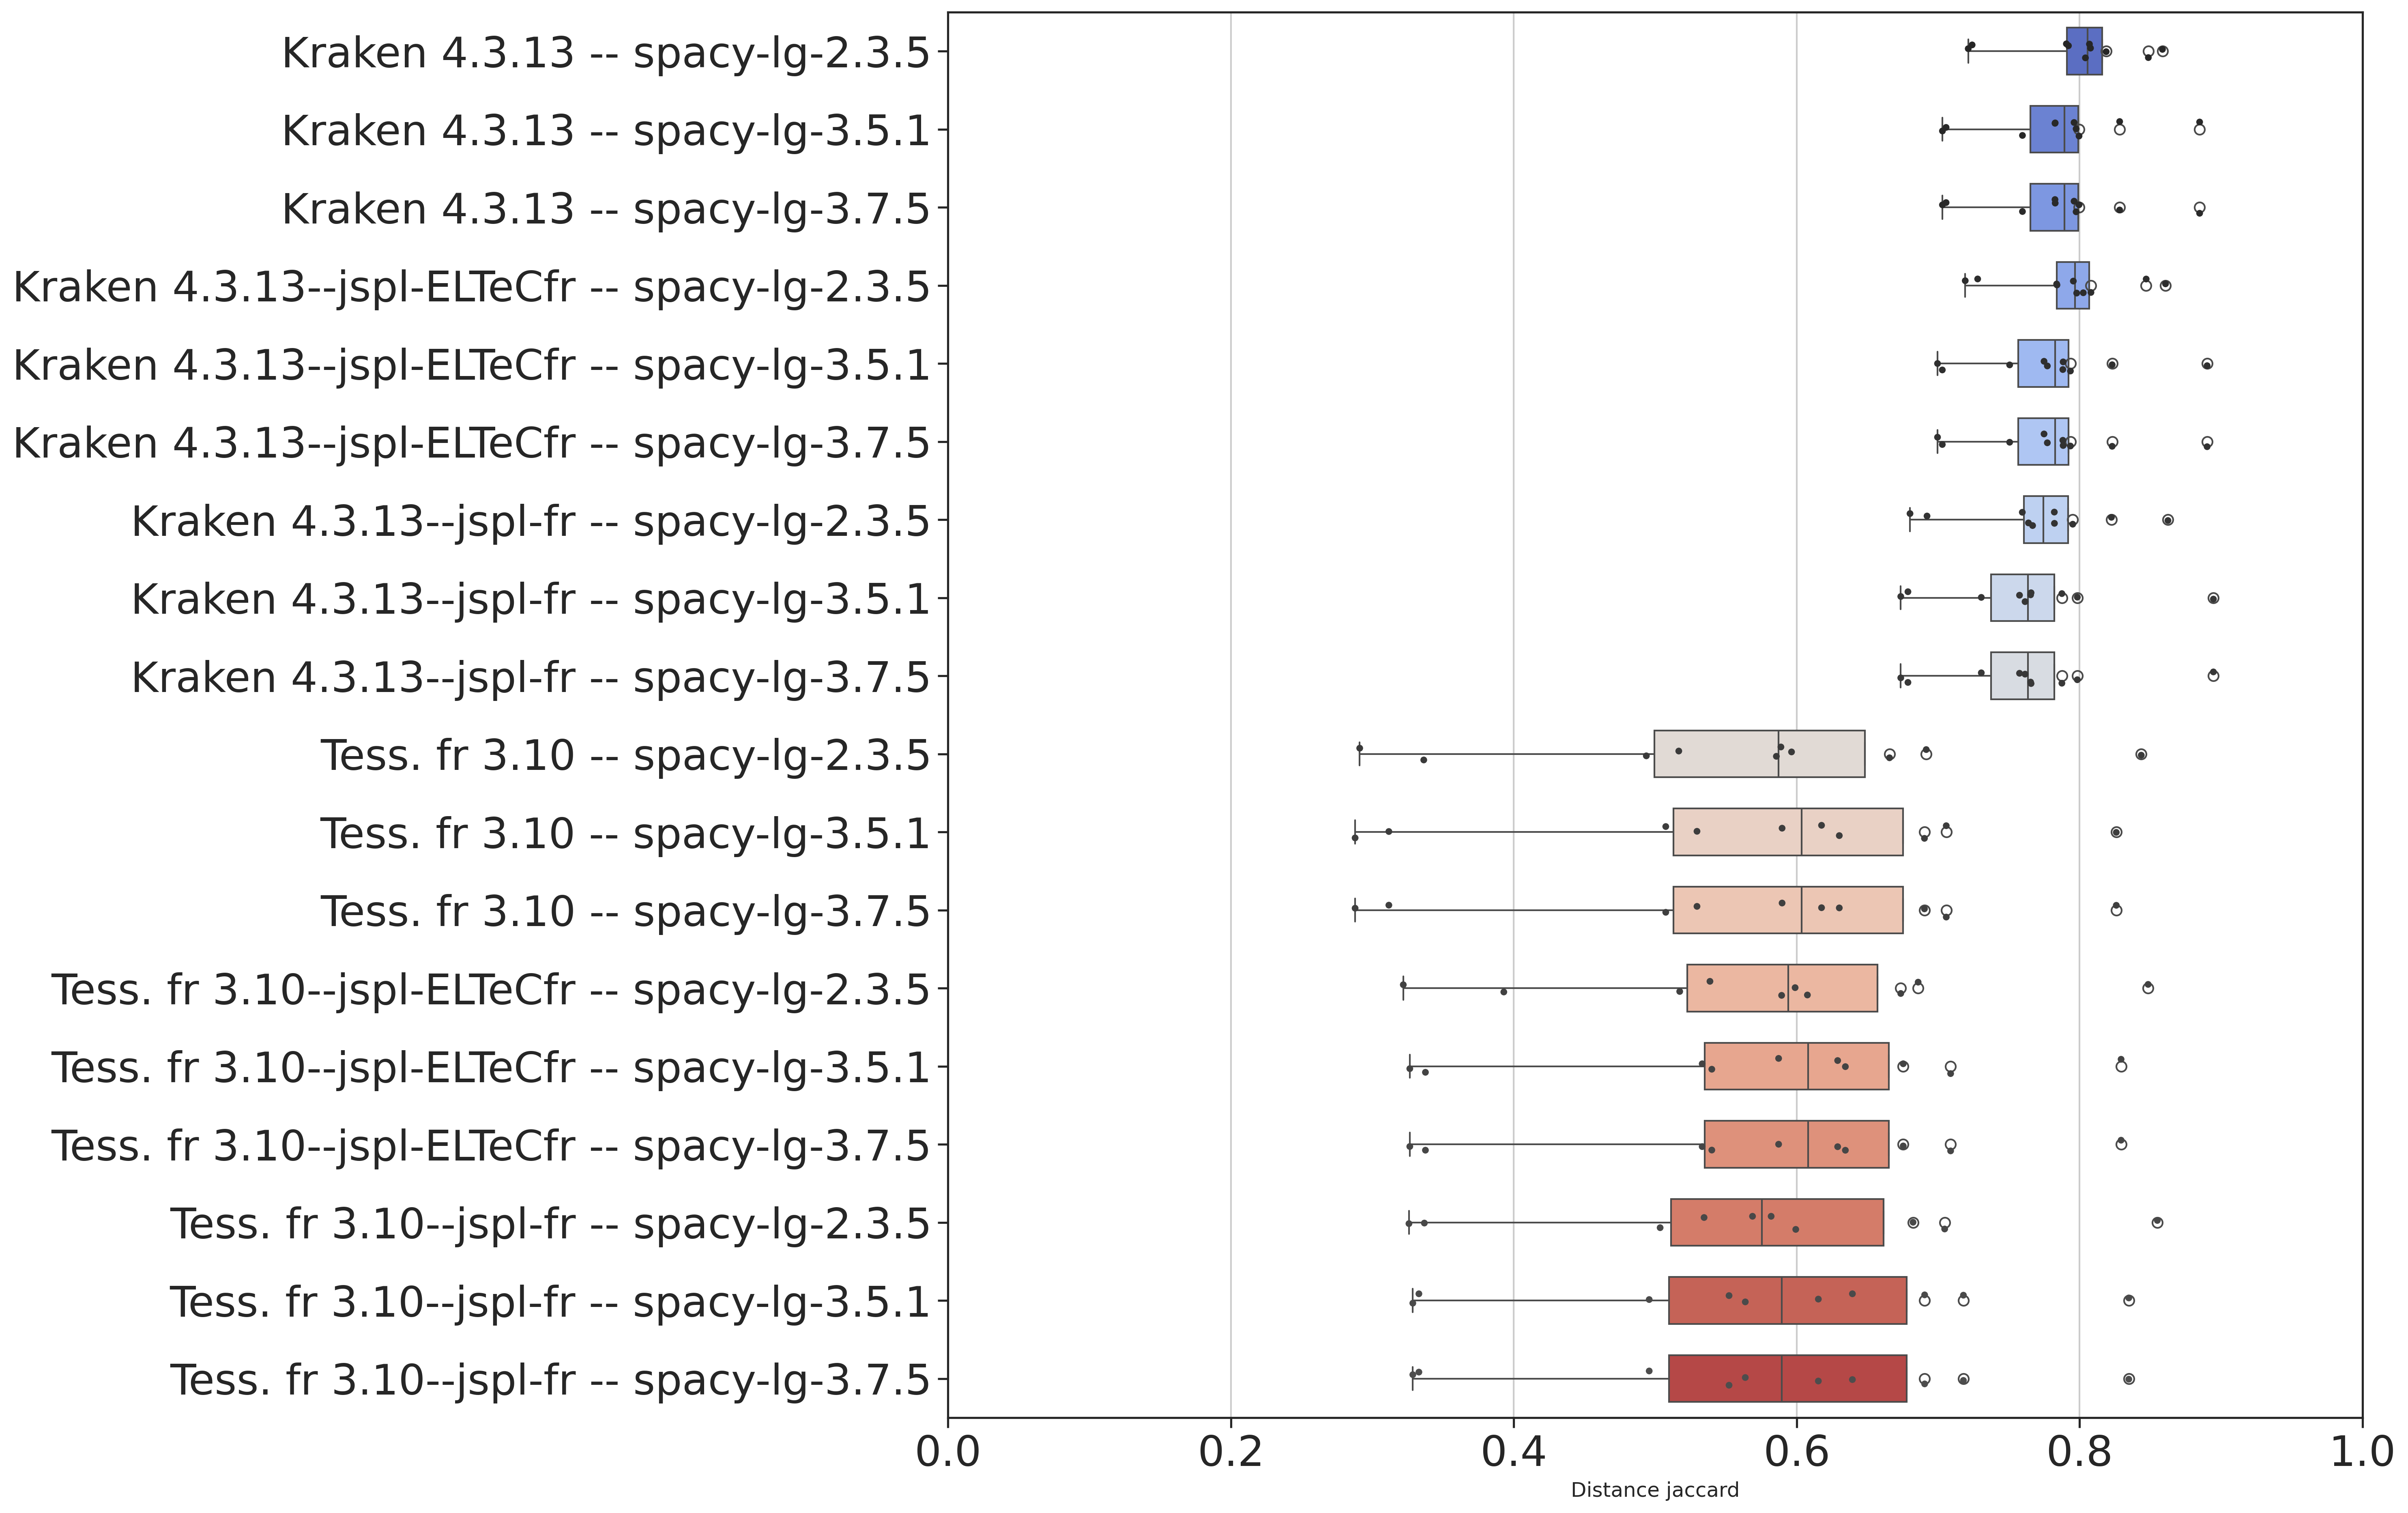 Kraken 4.3.13 -- spacy-lg-2.3.5
Kraken 4.3.13 -- spacy-lg-3.5.1
Kraken 4.3.13 -- spacy-lg-3.7.5
Kraken 4.3.13--jspl-ELTeCfr -- spacy-lg-2.3.5
Kraken 4.3.13--jspl-ELTeCfr -- spacy-lg-3.5.1
Kraken 4.3.13--jspl-ELTeCfr -- spacy-lg-3.7.5
Kraken 4.3.13--jspl-fr -- spacy-lg-2.3.5
Kraken 4.3.13--jspl-fr -- spacy-lg-3.5.1
Kraken 4.3.13--jspl-fr -- spacy-lg-3.7.5
Tess. fr 3.10 -- spacy-lg-2.3.5
Tess. fr 3.10 -- spacy-lg-3.5.1
Tess. fr 3.10 -- spacy-lg-3.7.5
Tess. fr 3.10--jspl-ELTeCfr -- spacy-lg-2.3.5
Tess. fr 3.10--jspl-ELTeCfr -- spacy-lg-3.5.1
Tess. fr 3.10--jspl-ELTeCfr -- spacy-lg-3.7.5
Tess. fr 3.10--jspl-fr -- spacy-lg-2.3.5
Tess. fr 3.10--jspl-fr -- spacy-lg-3.5.1
Tess. fr 3.10--jspl-fr -- spacy-lg-3.7.5
0.0 0.2 0.4 0.6 0.8 1.0
Distance jaccard